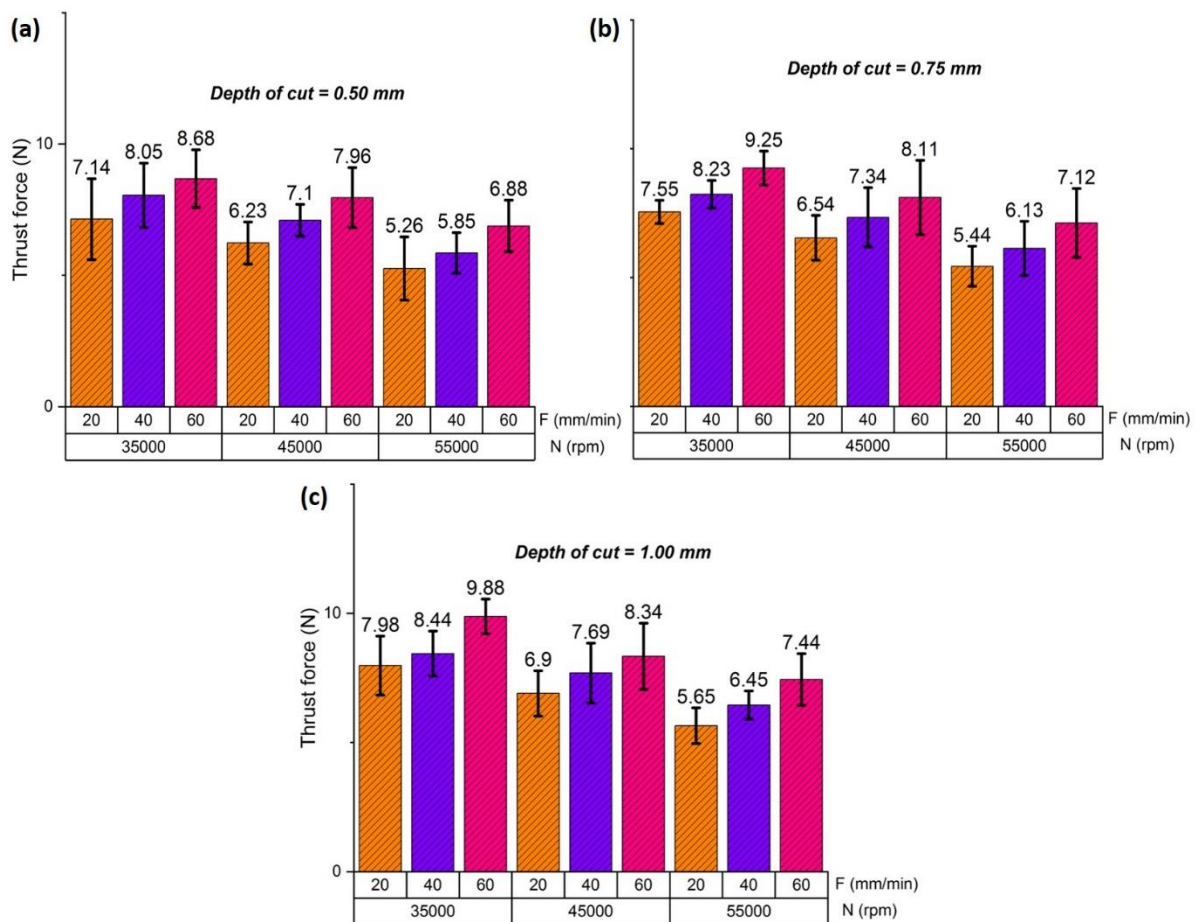 (a)
Depth of cut = 0.50 mm
Thrust force (N)
10
0
7.14 8.05 8.68 6.23 7.1 7.96 5.26 5.85 6.88
20 40 60 20 40 60 20 40 60 F (mm/min)
35000 45000 55000 N (rpm)
(b)
Depth of cut = 0.75 mm
7.55 8.23 9.25 6.54 7.34 8.11 5.44 6.13 7.12
20 40 60 20 40 60 20 40 60 F (mm/min)
35000 45000 55000 N (rpm)
(c)
Depth of cut = 1.00 mm
Thrust force (N)
10
0
7.98 8.44 9.88 6.9 7.69 8.34 5.65 6.45 7.44
20 40 60 20 40 60 20 40 60 F (mm/min)
35000 45000 55000 N (rpm)